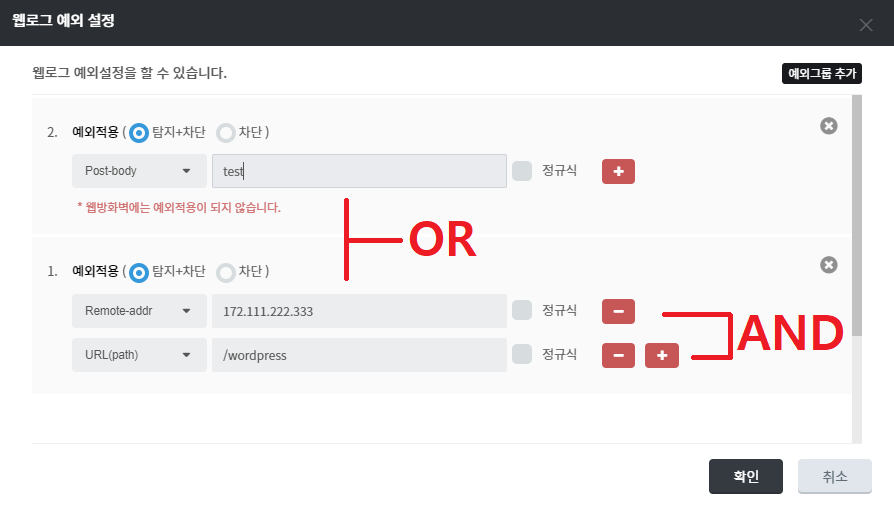 웹로그 예외 설정
웹로그 예외설정을 할 수 있습니다.
예외그룹 추가
2. 예외적용 ( 탐지+차단 차단 )
Post-body test 정규식
* 웹방화벽에는 예외적용이 되지 않습니다.
OR
1. 예외적용 ( 탐지+차단 차단 )
Remote-addr 172.111.222.333 정규식
AND
URL(path) /wordpress 정규식
확인 취소